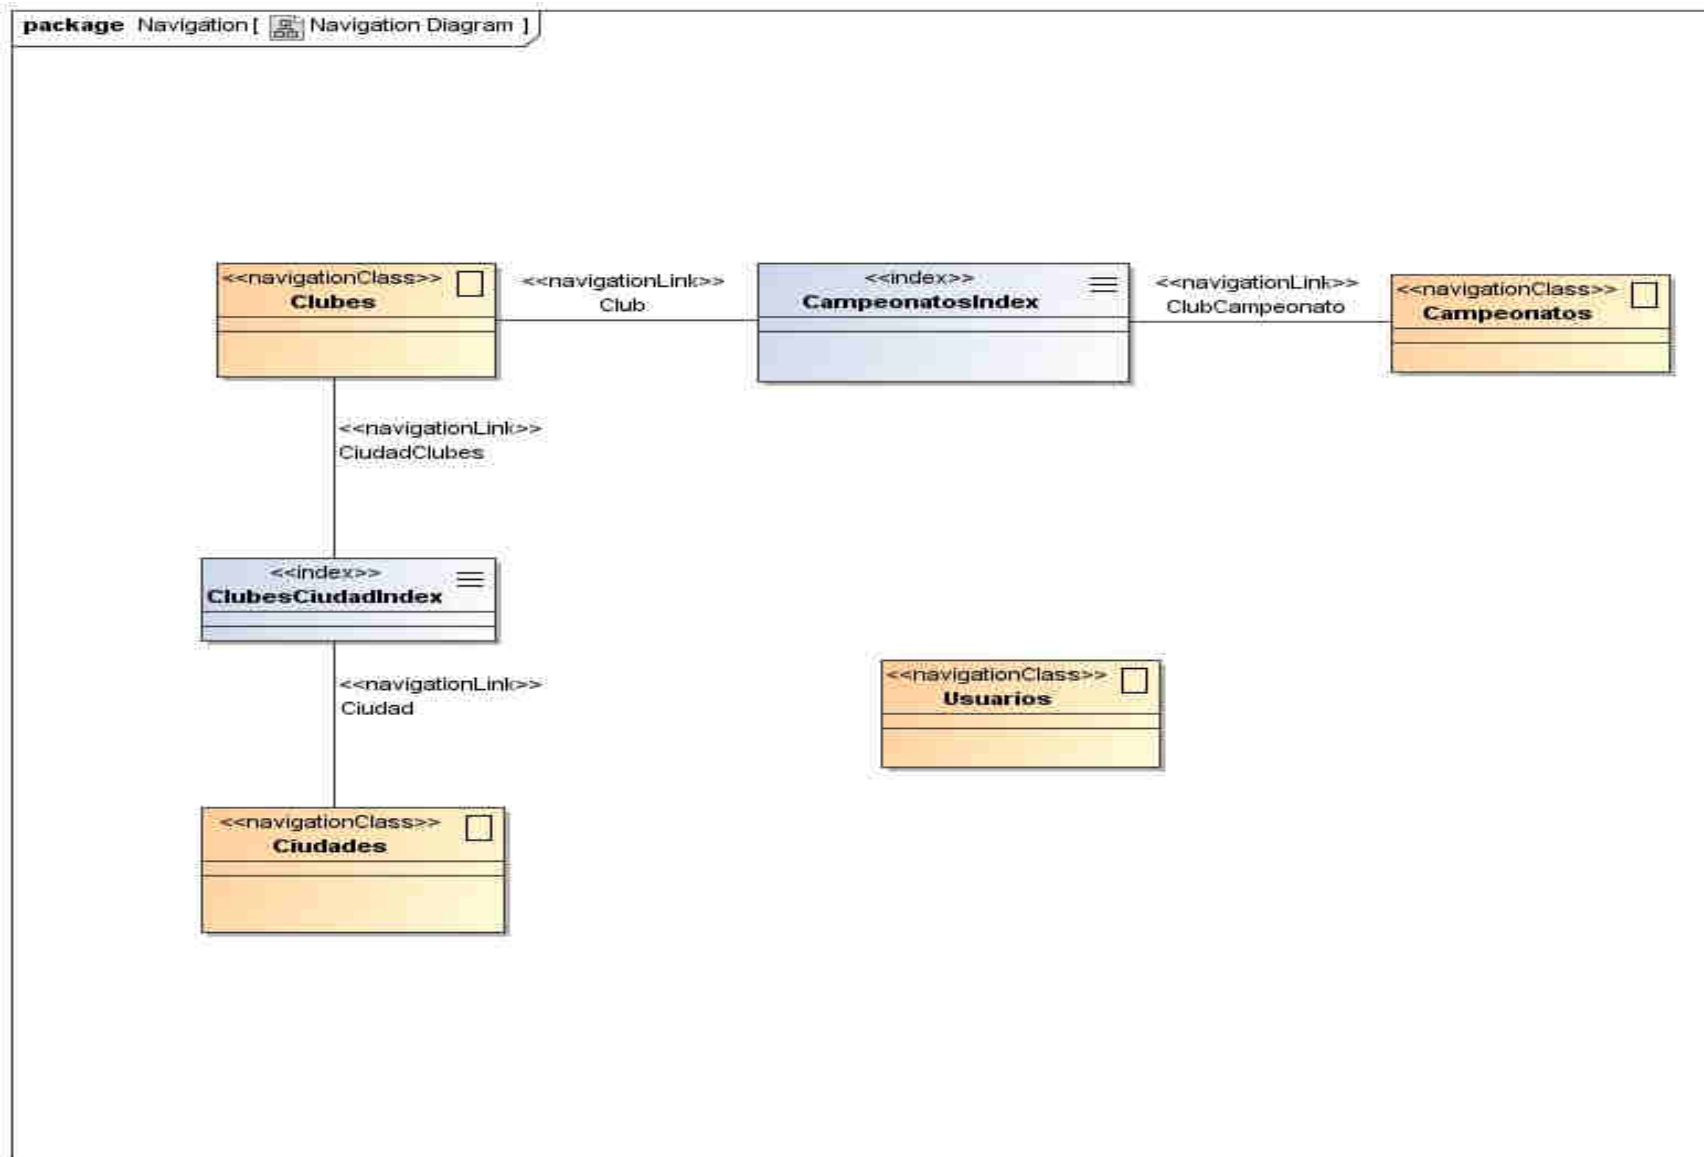 package Navigation [ Navigation Diagram ]
<<navigationClass>>
Clubes
<<navigationLink>>
Club
<<index>>
CampeonatosIndex
<<navigationLink>>
ClubCampeonato
<<navigationClass>>
Campeonatos
<<navigationLink>>
CiudadClubes
<<index>>
ClubesCiudadIndex
<<navigationLink>>
Ciudad
<<navigationClass>>
Usuarios
<<navigationClass>>
Ciudades